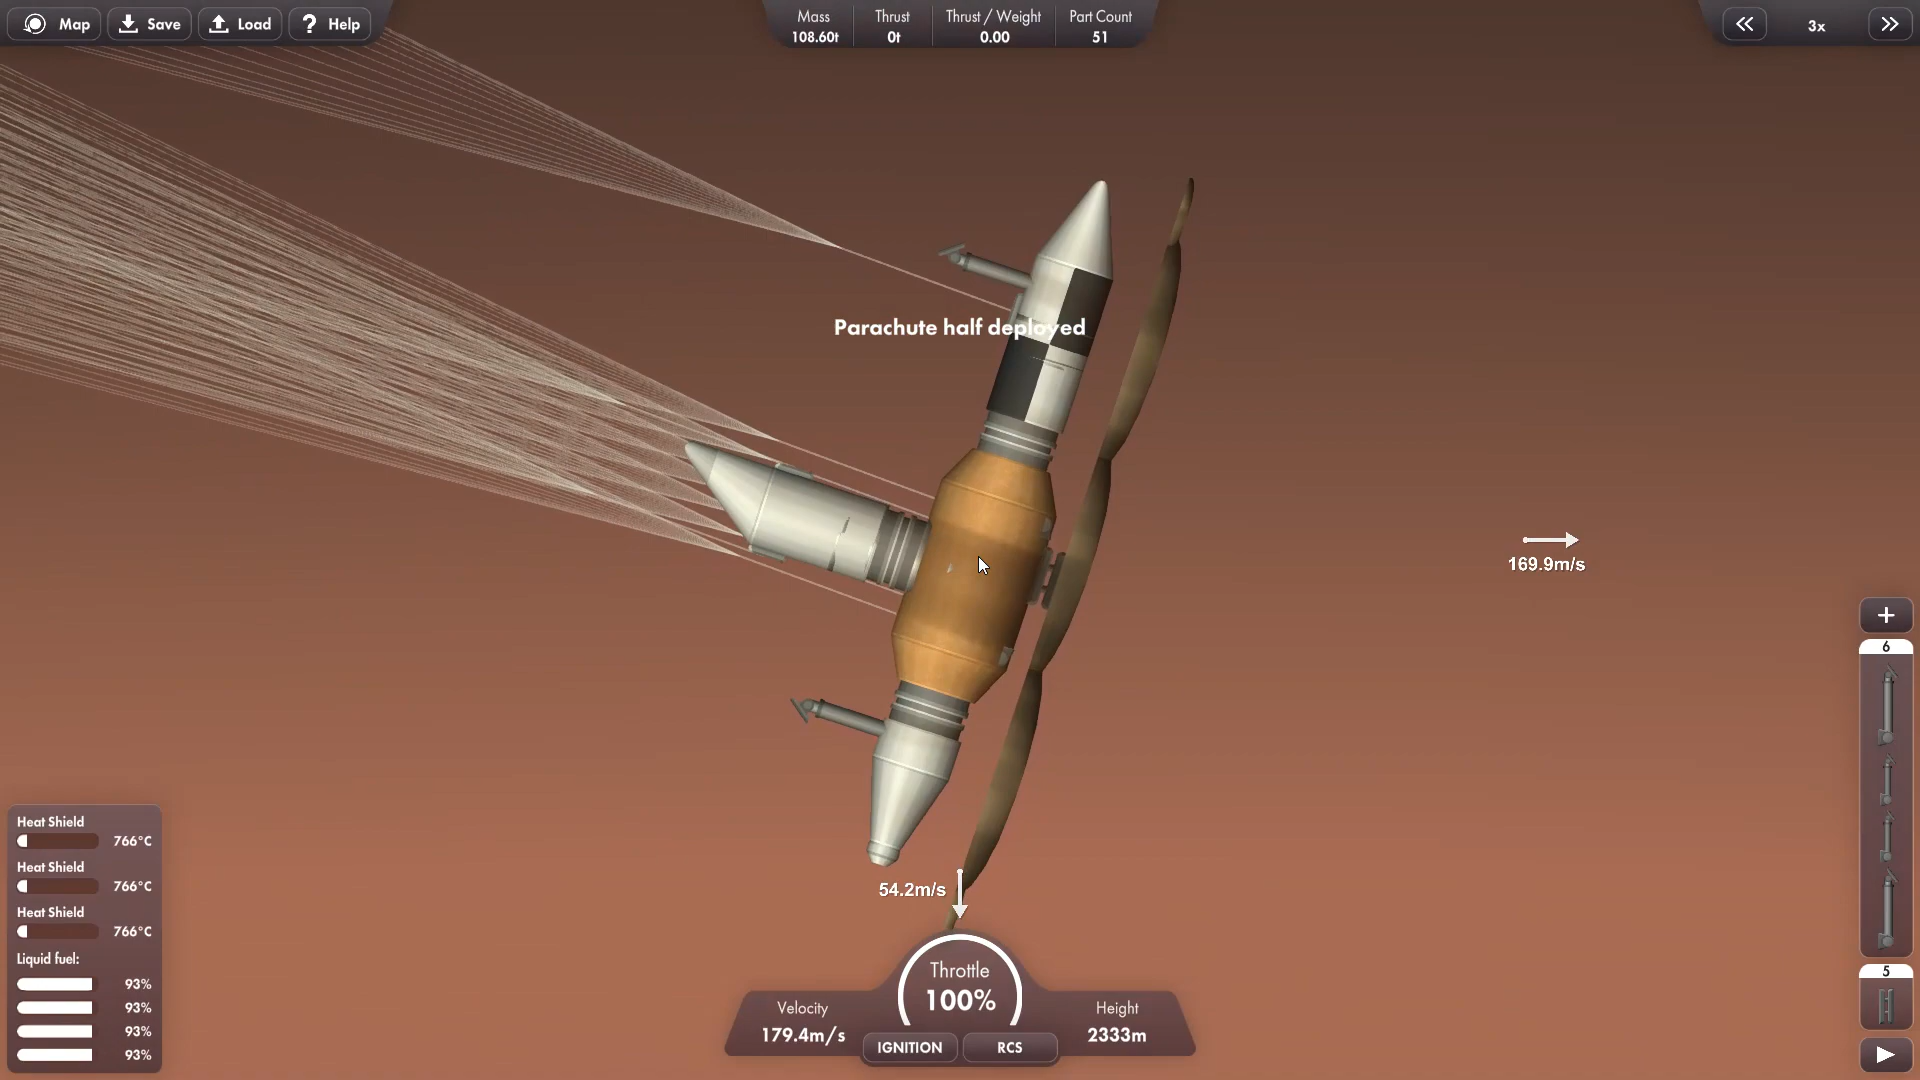 Map
Save
Load
? Help
Mass
108.60t
Thrust
0t
Thrust / Weight
0.00
Part Count
51
3x
Parachute half deployed
169.9m/s
54.2m/s
6
5
Heat Shield
766°C
Heat Shield
766°C
Heat Shield
766°C
Liquid fuel:
93%
93%
93%
93%
Throttle
100%
Velocity
179.4m/s
Height
2333m
IGNITION
RCS